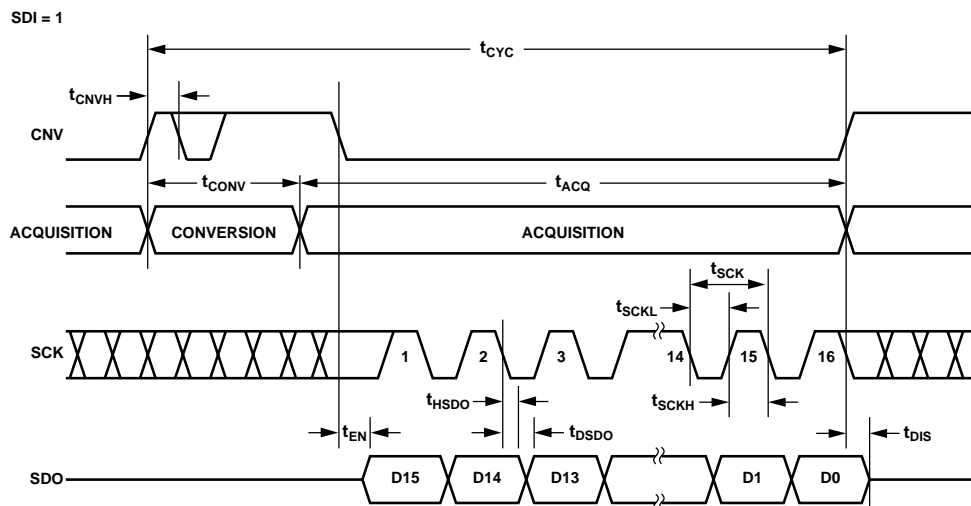 SDI = 1
tCYC
tCNVH
CNV
tCONV
tACQ
ACQUISITION CONVERSION ACQUISITION
tSCK
tSCKL
SCK 1 2 3 14 15 16
tHSDO tSCKH
tEN tDSDO tDIS
SDO D15 D14 D13 D1 D0